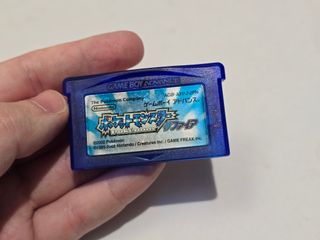 GAME BOY ADVANCE
The Pokémon Company
Nintendo
ゲームボーイ アドバンス
ポケットモンスター
サファイア
©2002 Pokémon
©1995-2002 Nintendo / Creatures inc. / GAME FREAK inc.